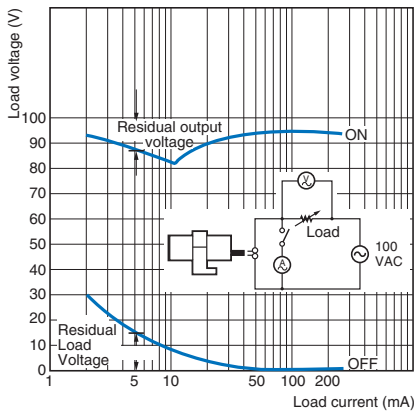 Load voltage (V)
100
90
80
70
60
50
40
30
20
10
0
Residual output
voltage
ON
V
Load
A
100
VAC
Residual
Load
Voltage
OFF
1
5
10
50
100
200
Load current (mA)